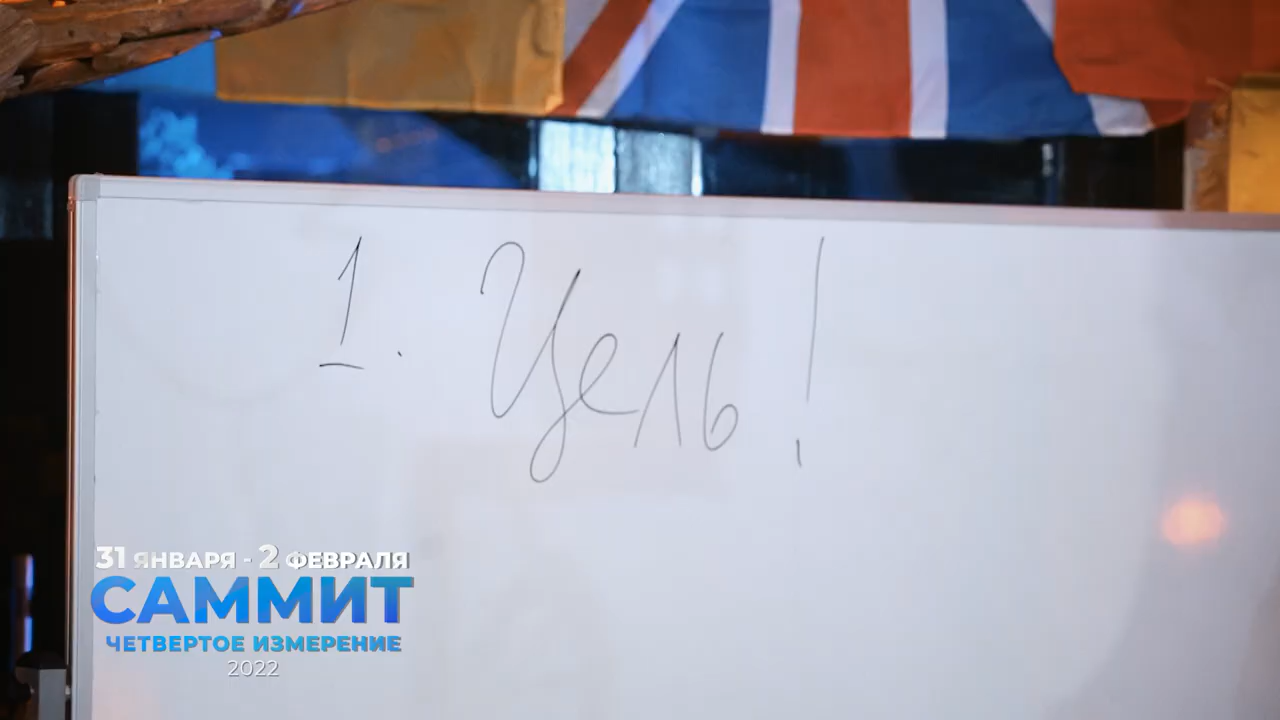 1. Цель!
31 ЯНВАРЯ - 2 ФЕВРАЛЯ
САММИТ
ЧЕТВЕРТОЕ ИЗМЕРЕНИЕ
2022